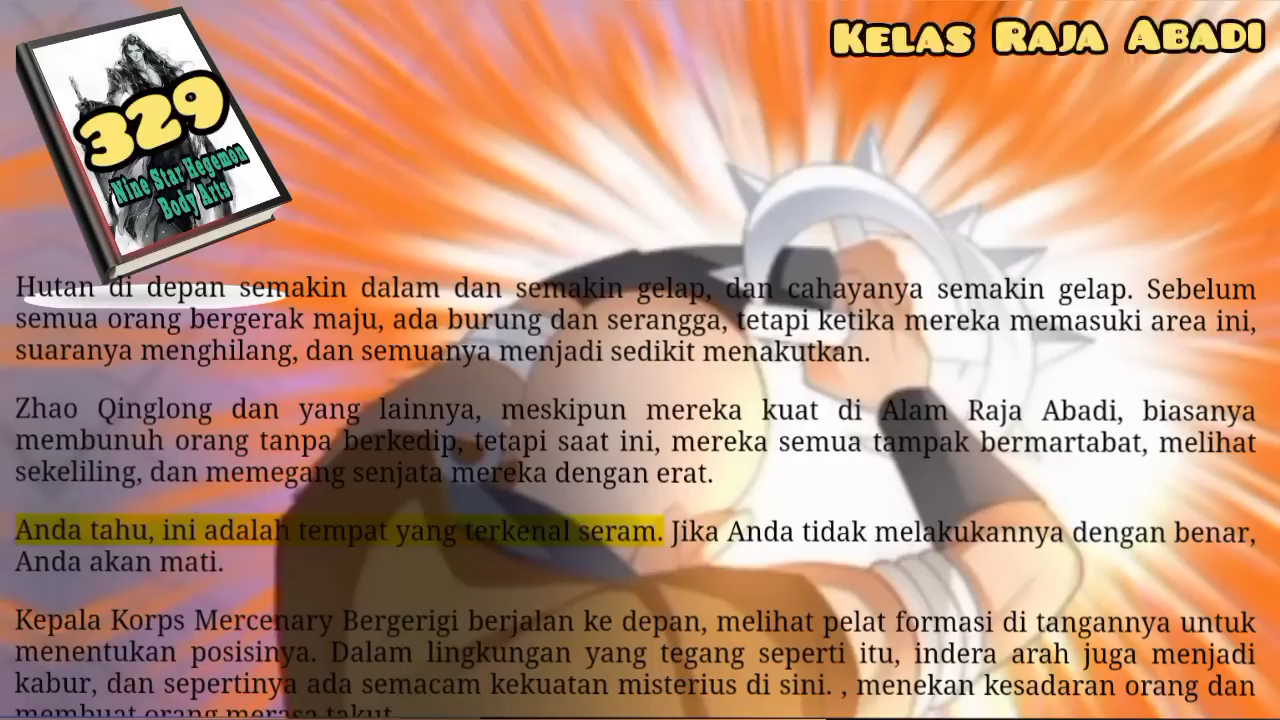 Kelas Raja Abadi
329
Nine Star Hegemon
Body Arts
Hutan di depan semakin dalam dan semakin gelap, dan cahayanya semakin gelap. Sebelum
semua orang bergerak maju, ada burung dan serangga, tetapi ketika mereka memasuki area ini,
suaranya menghilang, dan semuanya menjadi sedikit menakutkan.
Zhao Qinglong dan yang lainnya, meskipun mereka kuat di Alam Raja Abadi, biasanya
membunuh orang tanpa berkedip, tetapi saat ini, mereka semua tampak bermartabat, melihat
sekeliling, dan memegang senjata mereka dengan erat.
Anda tahu, ini adalah tempat yang terkenal seram. Jika Anda tidak melakukannya dengan benar,
Anda akan mati.
Kepala Korps Mercenary Bergerigi berjalan ke depan, melihat pelat formasi di tangannya untuk
menentukan posisinya. Dalam lingkungan yang tegang seperti itu, indera arah juga menjadi
kabur, dan sepertinya ada semacam kekuatan misterius di sini. , menekan kesadaran orang dan
membuat orang merasa takut.